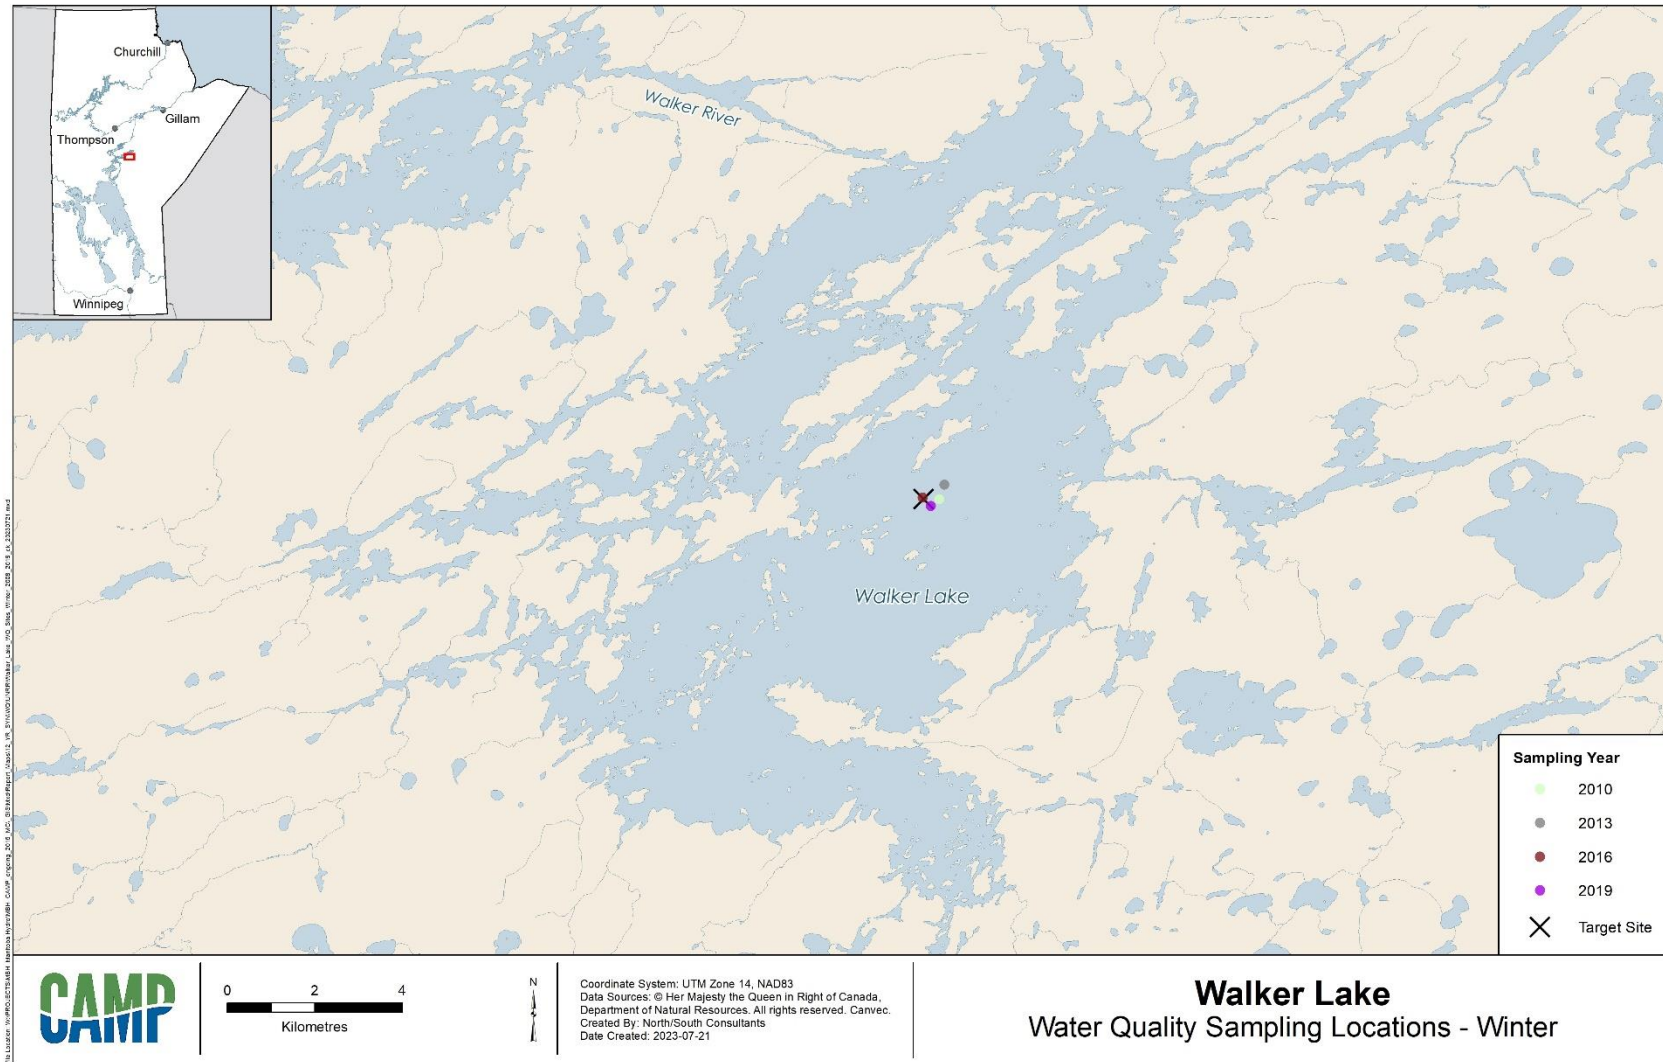 Churchill
Gillam
Thompson
Winnipeg
Walker River
Walker Lake
Sampling Year
2010
2013
2016
2019
Target Site
CAMP
0 2 4
Kilometres
N
Coordinate System: UTM Zone 14, NAD83
Data Sources: © Her Majesty the Queen in Right of Canada,
Department of Natural Resources. All rights reserved. Canvec.
Created By: North/South Consultants
Date Created: 2023-07-21
Walker Lake
Water Quality Sampling Locations - Winter